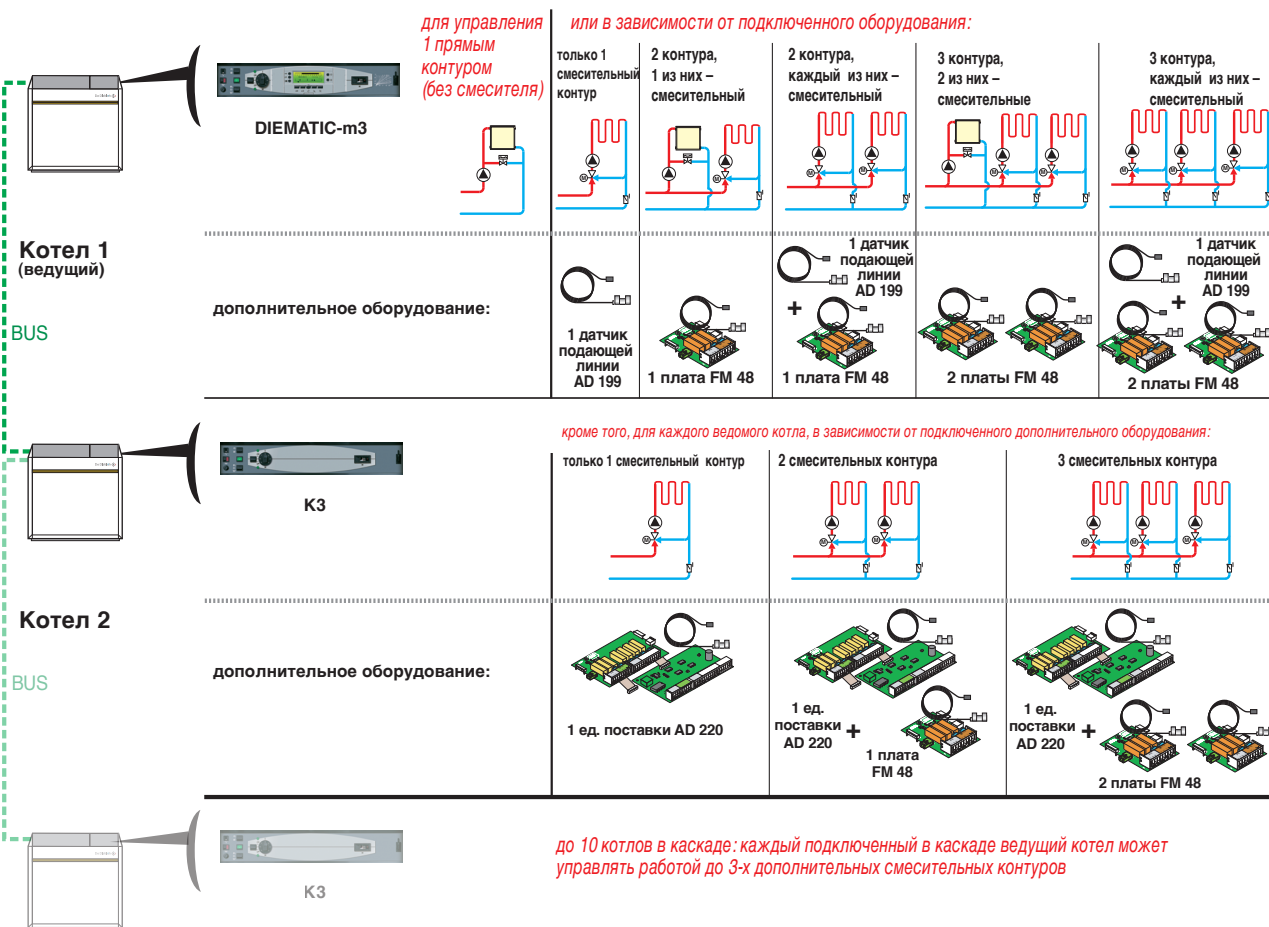 для управления
1 прямым
контуром
(без смесителя)
или в зависимости от подключенного оборудования:
только 1
смесительный
контур
2 контура,
1 из них –
смесительный
2 контура,
каждый из них –
смесительный
3 контура,
2 из них –
смесительные
3 контура,
каждый из них –
смесительный
DIEMATIC-m3
M
M
M
M
M
M
M
M
M
Котел 1
(ведущий)
BUS
дополнительное оборудование:
1 датчик
подающей
линии
AD 199
1 плата FM 48
1 датчик
подающей
линии
AD 199
+
1 плата FM 48
2 платы FM 48
1 датчик
подающей
линии
AD 199
+
2 платы FM 48
кроме того, для каждого ведомого котла, в зависимости от подключенного дополнительного оборудования:
только 1 смесительный контур
2 смесительных контура
3 смесительных контура
K3
M
M
M
M
M
M
Котел 2
BUS
дополнительное оборудование:
1 ед. поставки AD 220
1 ед.
поставки
AD 220
+
1 плата
FM 48
1 ед.
поставки
AD 220
+
2 платы FM 48
K3
до 10 котлов в каскаде: каждый подключенный в каскаде ведущий котел может
управлять работой до 3-х дополнительных смесительных контуров